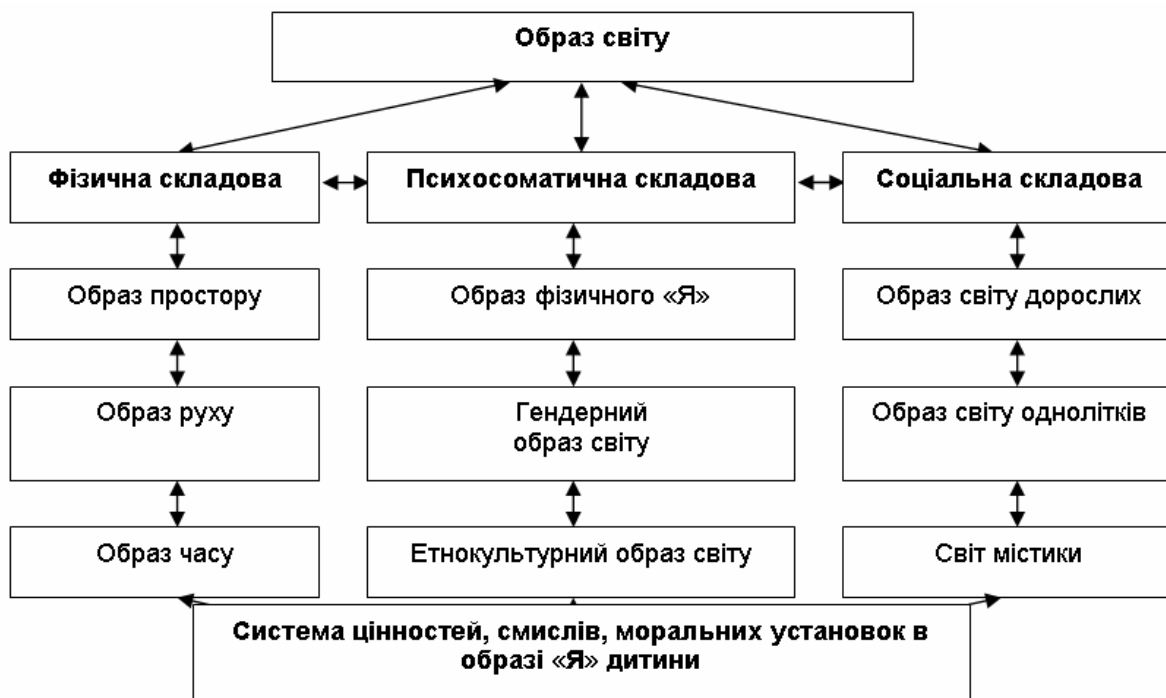 Образ світу
Фізична складова
Психосоматична складова
Соціальна складова
Образ простору
Образ фізичного «Я»
Образ світу дорослих
Образ руху
Гендерний
образ світу
Образ світу однолітків
Образ часу
Етнокультурний образ світу
Світ містики
Система цінностей, смислів, моральних установок в
образі «Я» дитини